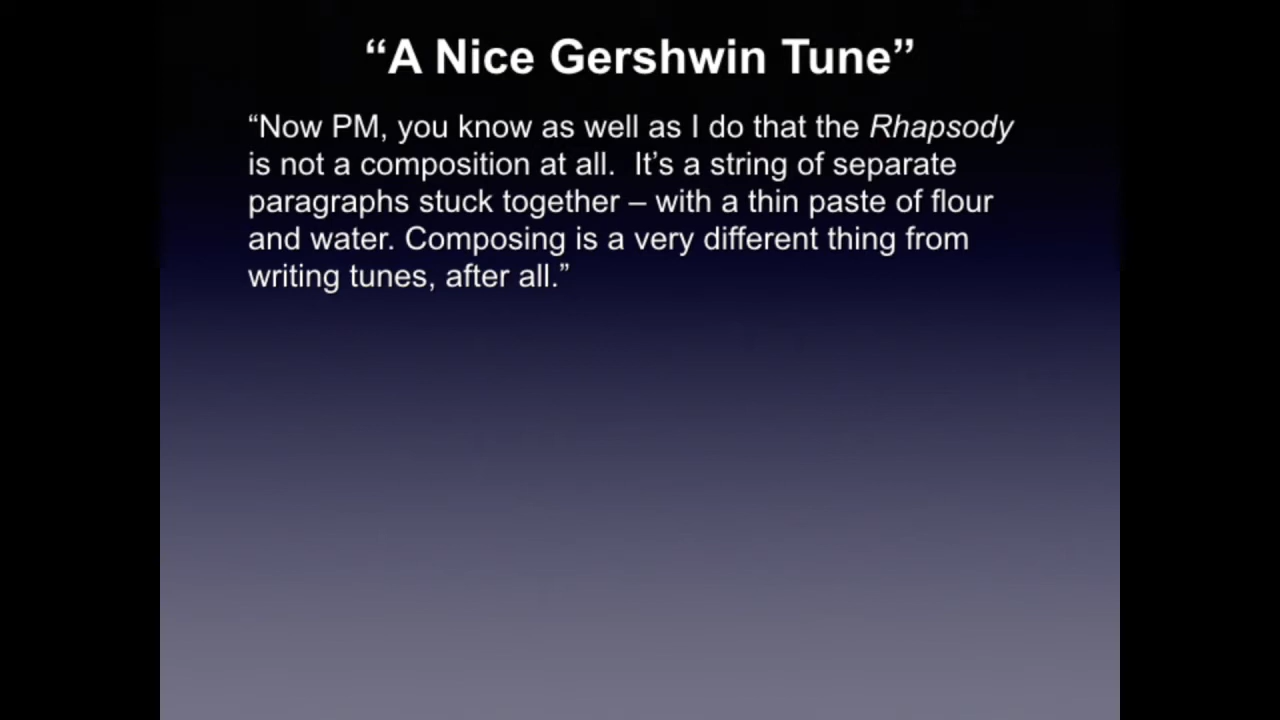 “A Nice Gershwin Tune”
“Now PM, you know as well as I do that the Rhapsody
is not a composition at all.  It’s a string of separate
paragraphs stuck together – with a thin paste of flour
and water. Composing is a very different thing from
writing tunes, after all.”